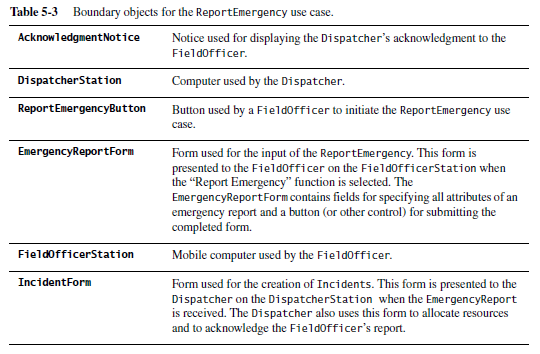 Table 5-3 Boundary objects for the ReportEmergency use case.
AcknowledgmentNotice Notice used for displaying the Dispatcher’s acknowledgment to the
FieldOfficer.
DispatcherStation Computer used by the Dispatcher.
ReportEmergencyButton Button used by a FieldOfficer to initiate the ReportEmergency use
case.
EmergencyReportForm Form used for the input of the ReportEmergency. This form is
presented to the FieldOfficer on the FieldOfficerStation when
the “Report Emergency” function is selected. The
EmergencyReportForm contains fields for specifying all attributes of an
emergency report and a button (or other control) for submitting the
completed form.
FieldOfficerStation Mobile computer used by the FieldOfficer.
IncidentForm Form used for the creation of Incidents. This form is presented to the
Dispatcher on the DispatcherStation when the EmergencyReport
is received. The Dispatcher also uses this form to allocate resources
and to acknowledge the FieldOfficer’s report.